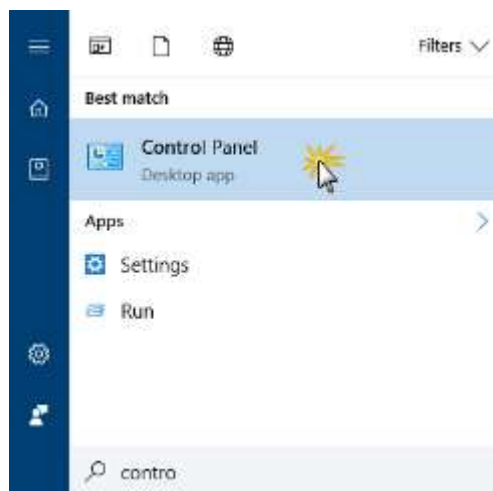 Filters
Best match
Control Panel
Desktop app
Apps
Settings
Run
contro